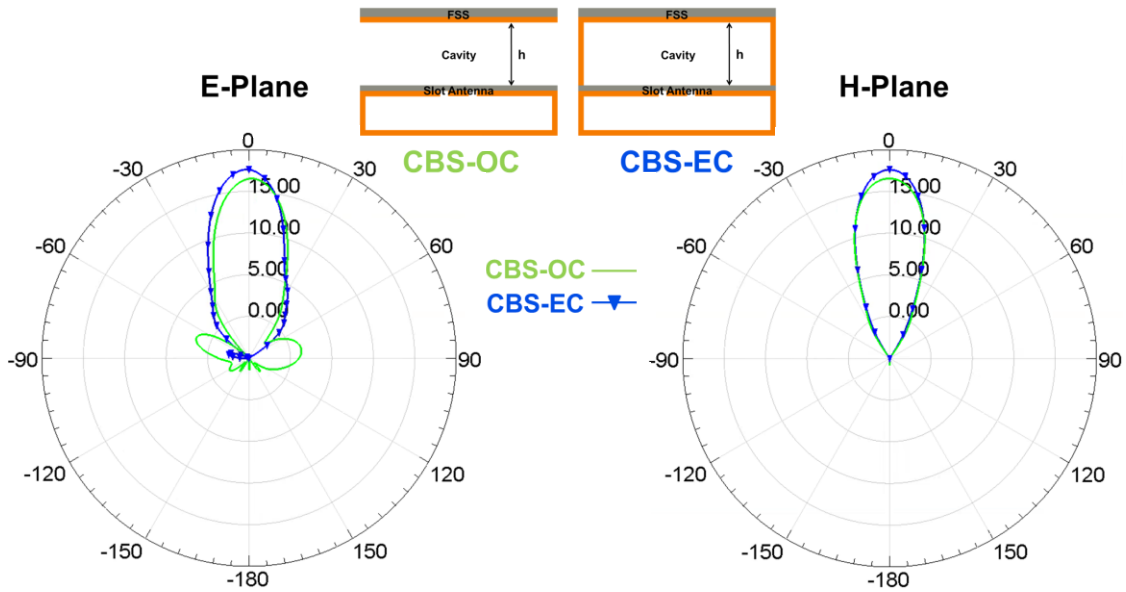 FSS
Cavity
h
Slot Antenna
FSS
Cavity
h
Slot Antenna
E-Plane
H-Plane
CBS-OC
CBS-EC
0
-30
30
-60
60
-90
90
-120
120
-150
150
-180
15.00
10.00
5.00
0.00
CBS-OC
CBS-EC
0
-30
30
-60
60
-90
90
-120
120
-150
150
-180
15.00
10.00
5.00
0.00